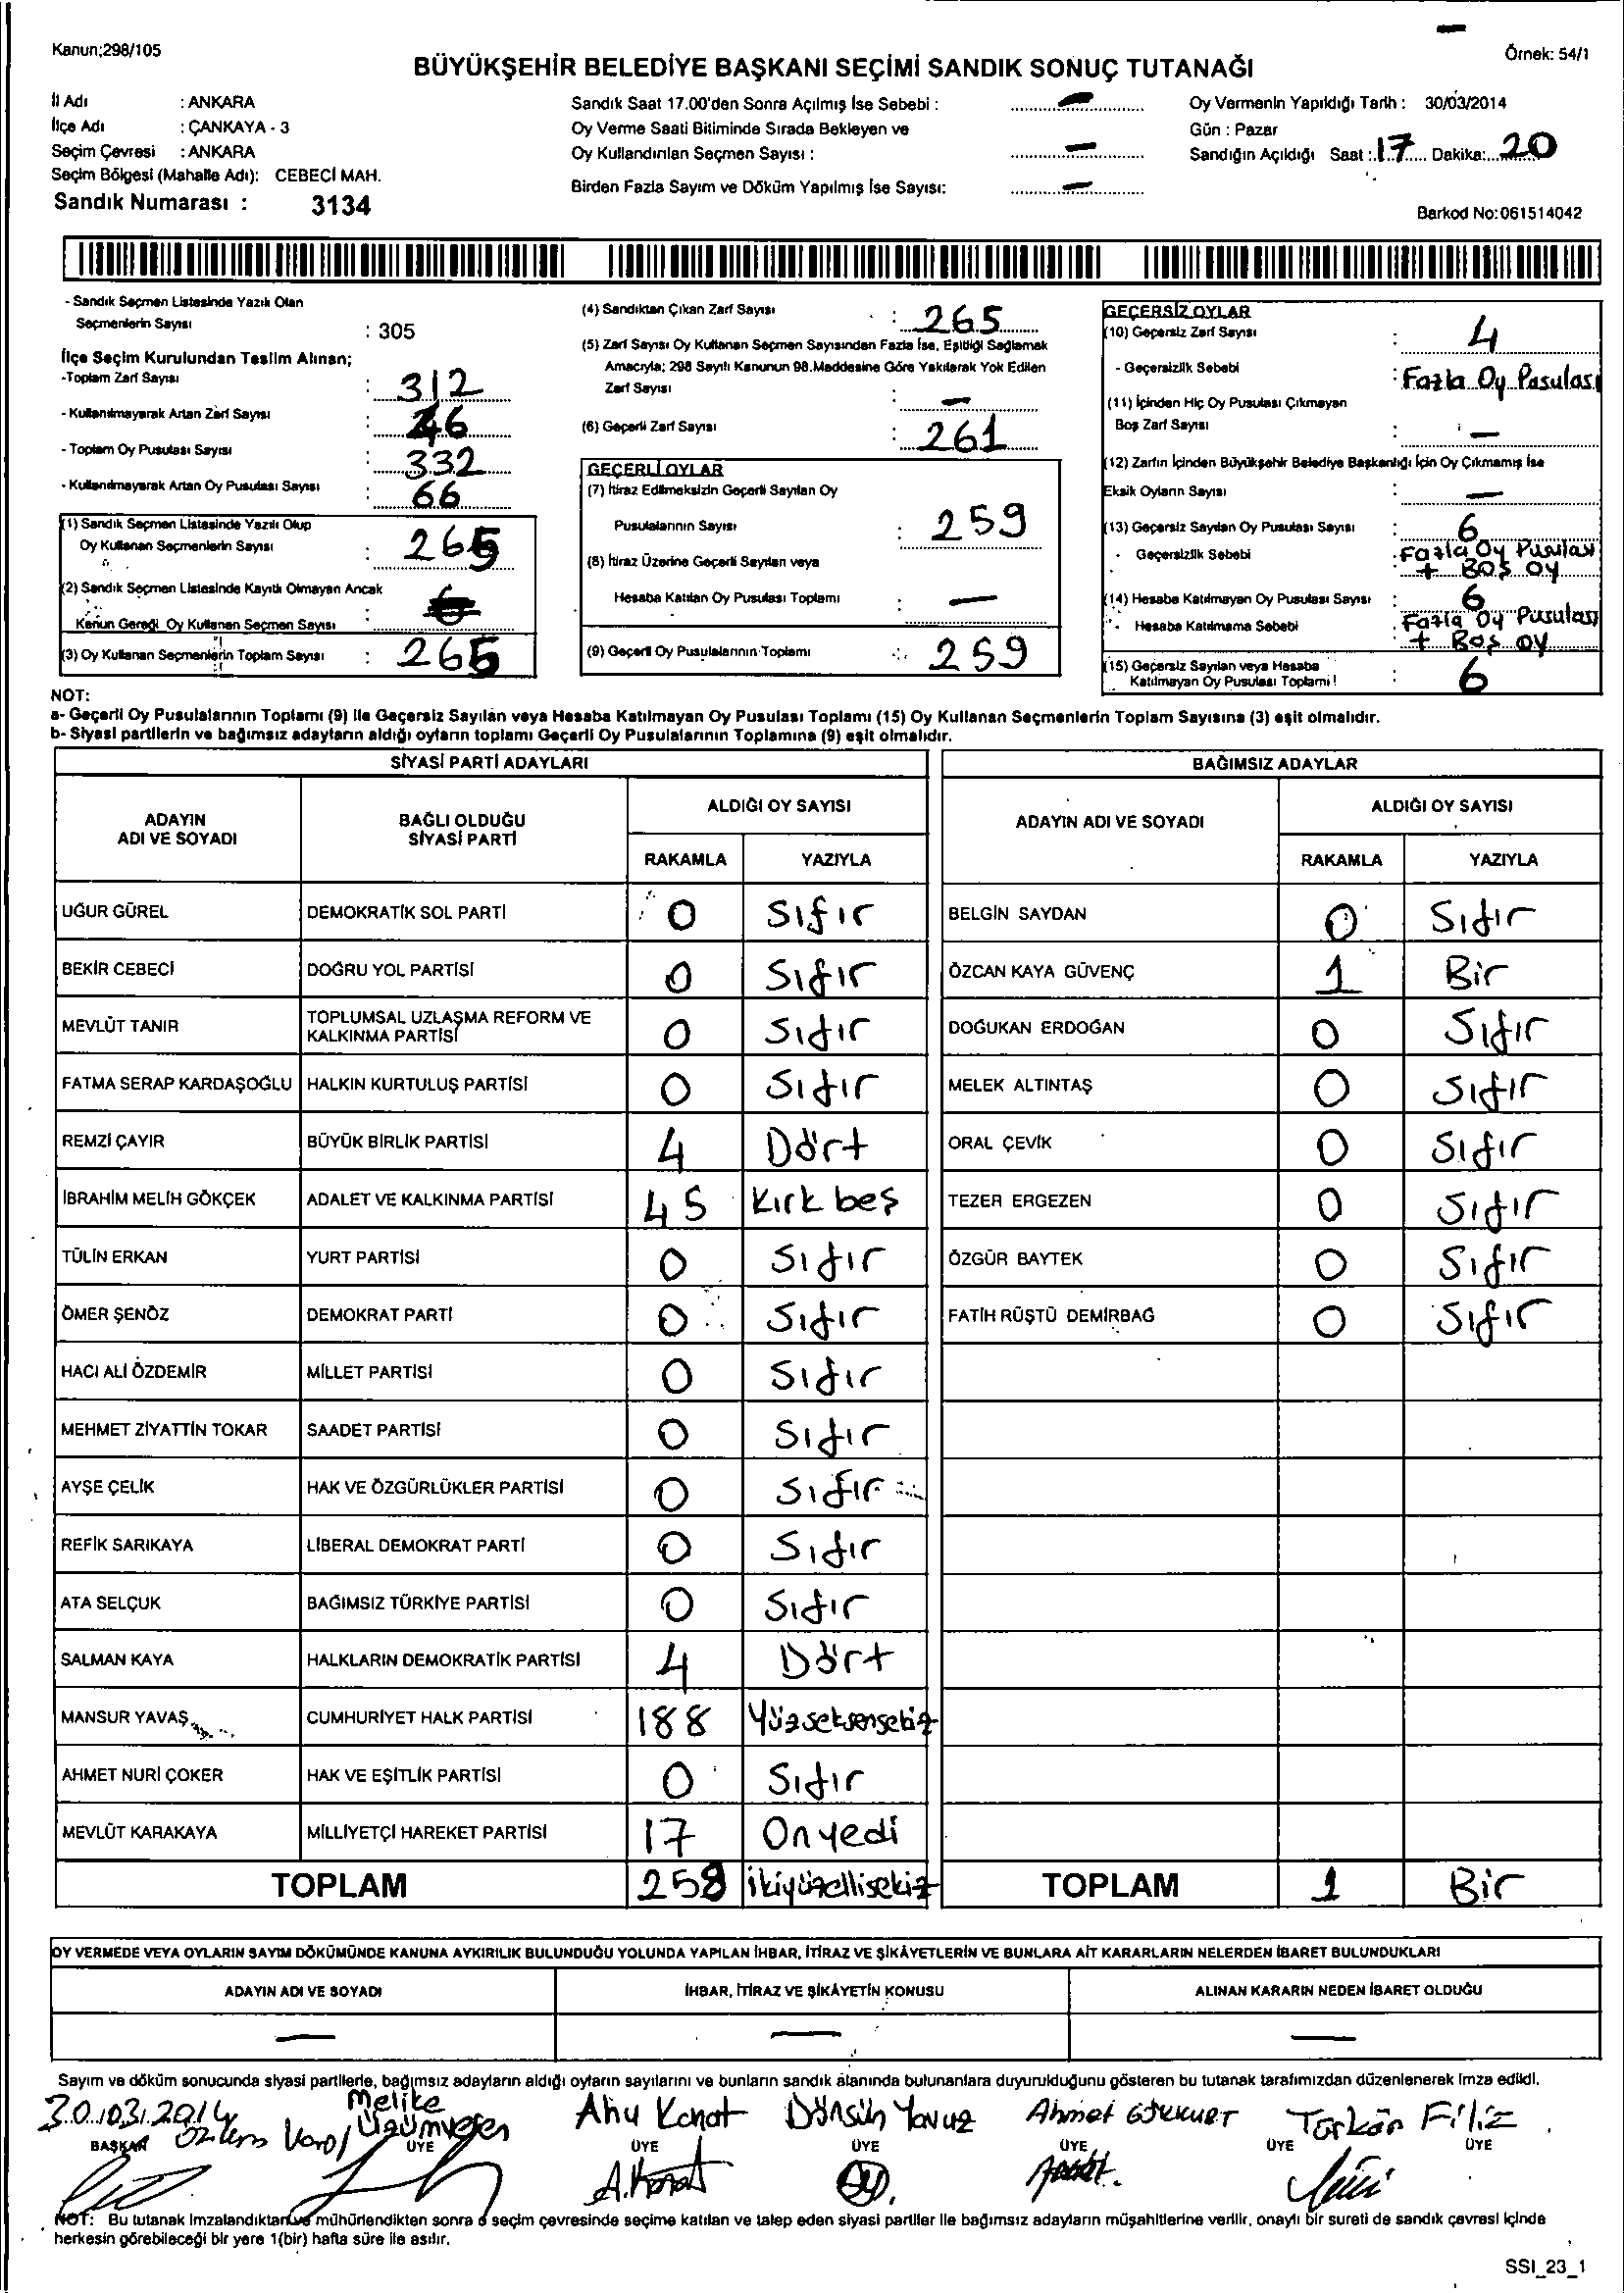 Kanun;298/105
Örnek: 54/1
BÜYÜKŞEHİR BELEDİYE BAŞKANI SEÇİMİ SANDIK SONUÇ TUTANAĞI
İl Adı : ANKARA
İlçe Adı : ÇANKAYA - 3
Seçim Çevresi : ANKARA
Seçim Bölgesi (Mahalle Adı): CEBECİ MAH.
Sandık Numarası : 3134
Sandık Saat 17.00'den Sonra Açılmış İse Sebebi : —
Oy Verme Saati Bitiminde Sırada Bekleyen ve
Oy Kullandırılan Seçmen Sayısı : —
Birden Fazla Sayım ve Döküm Yapılmış İse Sayısı: —
Oy Vermenin Yapıldığı Tarih : 30/03/2014
Gün : Pazar
Sandığın Açıldığı Saat : 17 Dakika: 20
Barkod No:061514042
- Sandık Seçmen Listesinde Yazılı Olan
Seçmenlerin Sayısı : 305
İlçe Seçim Kurulundan Teslim Alınan;
-Toplam Zarf Sayısı : 312
- Kullanılmayarak Artan Zarf Sayısı : 46
- Toplam Oy Pusulası Sayısı : 332
- Kullanılmayarak Artan Oy Pusulası Sayısı : 66
(1) Sandık Seçmen Listesinde Yazılı Olup
Oy Kullanan Seçmenlerin Sayısı : 265
(2) Sandık Seçmen Listesinde Kayıtlı Olmayan Ancak
Kanun Gereği Oy Kullanan Seçmen Sayısı
(3) Oy Kullanan Seçmenlerin Toplam Sayısı : 265
(4) Sandıktan Çıkan Zarf Sayısı : 265
(5) Zarf Sayısı Oy Kullanan Seçmen Sayısından Fazla İse, Eşitliği Sağlamak
Amacıyla; 298 Sayılı Kanunun 98.Maddesine Göre Yakılarak Yok Edilen
Zarf Sayısı : —
(6) Geçerli Zarf Sayısı : 261
GEÇERLİ OYLAR
(7) İtiraz Edilmeksizin Geçerli Sayılan Oy
Pusulalarının Sayısı : 259
(8) İtiraz Üzerine Geçerli Sayılan veya
Hesaba Katılan Oy Pusulası Toplamı : —
(9) Geçerli Oy Pusulalarının Toplamı : 259
GEÇERSİZ OYLAR
(10) Geçersiz Zarf Sayısı : 4
- Geçersizlik Sebebi : Fazla Oy Pusulası
(11) İçinden Hiç Oy Pusulası Çıkmayan
Boş Zarf Sayısı : —
(12) Zarfın İçinden Büyükşehir Belediye Başkanlığı İçin Oy Çıkmamış İse
Eksik Oyların Sayısı : —
(13) Geçersiz Sayılan Oy Pusulası Sayısı : 6
- Geçersizlik Sebebi : Fazla Oy Pusulası
+ Boş oy
(14) Hesaba Katılmayan Oy Pusulası Sayısı : 6
- Hesaba Katılmama Sebebi : Fazla Oy Pusulası
+ Boş oy
(15) Geçersiz Sayılan veya Hesaba
Katılmayan Oy Pusulası Toplamı : 6
NOT:
a- Geçerli Oy Pusulalarının Toplamı (9) ile Geçersiz Sayılan veya Hesaba Katılmayan Oy Pusulası Toplamı (15) Oy Kullanan Seçmenlerin Toplam Sayısına (3) eşit olmalıdır.
b- Siyasi partilerin ve bağımsız adayların aldığı oyların toplamı Geçerli Oy Pusulalarının Toplamına (9) eşit olmalıdır.
SİYASİ PARTİ ADAYLARI
ADAYIN ADI VE SOYADI
BAĞLI OLDUĞU SİYASİ PARTİ
ALDIĞI OY SAYISI
RAKAMLA YAZIYLA
UĞUR GÜREL DEMOKRATİK SOL PARTİ 0 Sıfır
BEKİR CEBECİ DOĞRU YOL PARTİSİ 0 Sıfır
MEVLÜT TANIR TOPLUMSAL UZLAŞMA REFORM VE KALKINMA PARTİSİ 0 Sıfır
FATMA SERAP KARDAŞOĞLU HALKIN KURTULUŞ PARTİSİ 0 Sıfır
REMZİ ÇAYIR BÜYÜK BİRLİK PARTİSİ 4 Dört
İBRAHİM MELİH GÖKÇEK ADALET VE KALKINMA PARTİSİ 45 Kırk beş
TÜLİN ERKAN YURT PARTİSİ 0 Sıfır
ÖMER ŞENÖZ DEMOKRAT PARTİ 0 Sıfır
HACI ALİ ÖZDEMİR MİLLET PARTİSİ 0 Sıfır
MEHMET ZİYATTİN TOKAR SAADET PARTİSİ 0 Sıfır
AYŞE ÇELİK HAK VE ÖZGÜRLÜKLER PARTİSİ 0 Sıfır
REFİK SARIKAYA LİBERAL DEMOKRAT PARTİ 0 Sıfır
ATA SELÇUK BAĞIMSIZ TÜRKİYE PARTİSİ 0 Sıfır
SALMAN KAYA HALKLARIN DEMOKRATİK PARTİSİ 4 Dört
MANSUR YAVAŞ CUMHURİYET HALK PARTİSİ 188 Yüzseksensekiz
AHMET NURİ ÇOKER HAK VE EŞİTLİK PARTİSİ 0 Sıfır
MEVLÜT KARAKAYA MİLLİYETÇİ HAREKET PARTİSİ 17 Onyedi
TOPLAM 258 ikiyüzellisekiz
BAĞIMSIZ ADAYLAR
ADAYIN ADI VE SOYADI
ALDIĞI OY SAYISI
RAKAMLA YAZIYLA
BELGİN SAYDAN 0 Sıfır
ÖZCAN KAYA GÜVENÇ 1 Bir
DOĞUKAN ERDOĞAN 0 Sıfır
MELEK ALTINTAŞ 0 Sıfır
ORAL ÇEVİK 0 Sıfır
TEZER ERGEZEN 0 Sıfır
ÖZGÜR BAYTEK 0 Sıfır
FATİH RÜŞTÜ DEMİRBAĞ 0 Sıfır
TOPLAM 1 Bir
OY VERMEDE VEYA OYLARIN SAYIM DÖKÜMÜNDE KANUNA AYKIRILIK BULUNDUĞU YOLUNDA YAPILAN İHBAR, İTİRAZ VE ŞİKÂYETLERİN VE BUNLARA AİT KARARLARIN NELERDEN İBARET BULUNDUKLARI
ADAYIN ADI VE SOYADI İHBAR, İTİRAZ VE ŞİKÂYETİN KONUSU ALINAN KARARIN NEDEN İBARET OLDUĞU
— — —
Sayım ve döküm sonucunda siyasi partilerle, bağımsız adayların aldığı oyların sayılarını ve bunların sandık alanında bulunanlara duyurulduğunu gösteren bu tutanak tarafımızdan düzenlenerek imza edildi.
30.03.2014 Melike Ahu Kanat Dursun Yavuz Ahmet Türkân Filiz
BAŞKAN ÜYE ÜYE ÜYE ÜYE ÜYE ÜYE
A.Kanat
NOT: Bu tutanak imzalandıktan ve mühürlendikten sonra o seçim çevresinde seçime katılan ve talep eden siyasi partiler ile bağımsız adayların müşahitlerine verilir, onaylı bir sureti de sandık çevresi içinde
herkesin görebileceği bir yere 1(bir) hafta süre ile asılır.
SSI_23_1